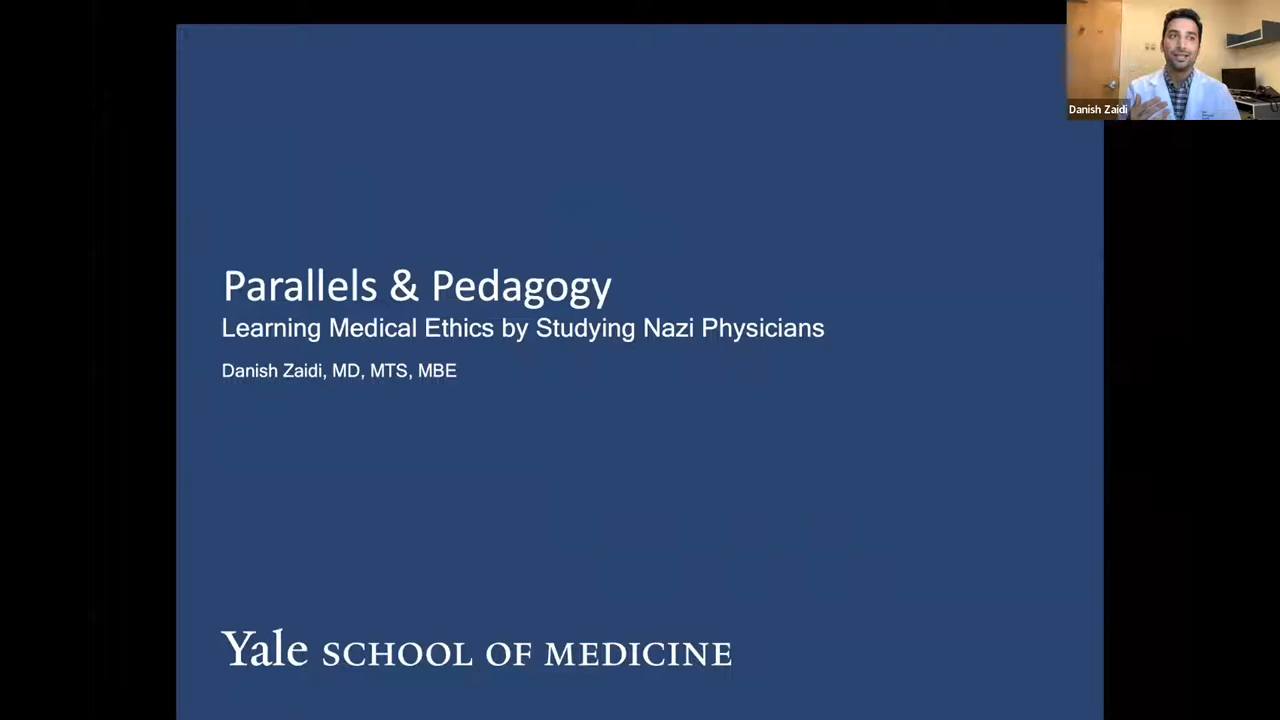 Danish Zaidi
Parallels & Pedagogy
Learning Medical Ethics by Studying Nazi Physicians
Danish Zaidi, MD, MTS, MBE
Yale SCHOOL OF MEDICINE